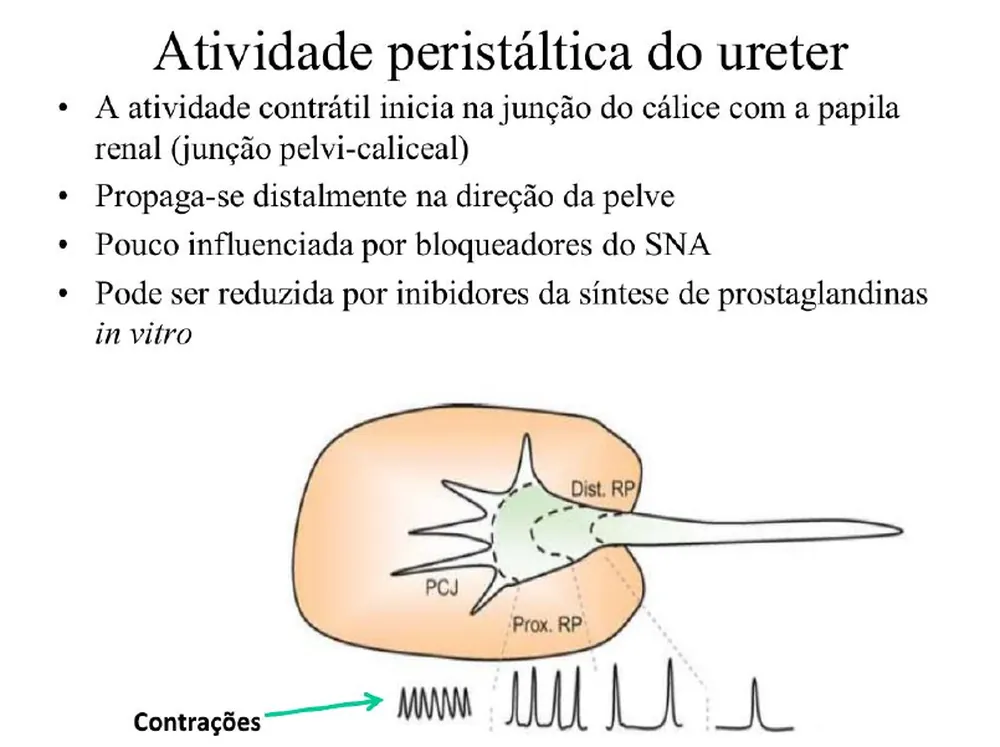 Atividade peristáltica do ureter
• A atividade contrátil inicia na junção do cálice com a papila
renal (junção pelvi-caliceal)
• Propaga-se distalmente na direção da pelve
• Pouco influenciada por bloqueadores do SNA
• Pode ser reduzida por inibidores da síntese de prostaglandinas
in vitro
Dist. RP
PCJ
Prox. RP
Contrações